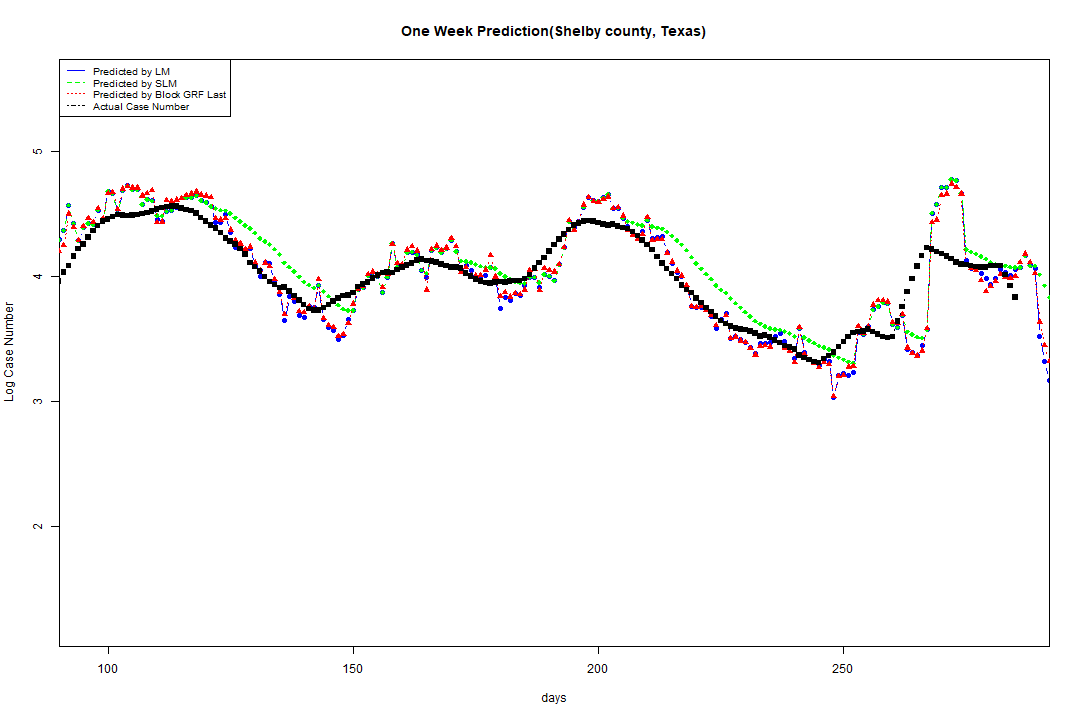 One Week Prediction(Shelby county, Texas)
Predicted by LM
Predicted by SLM
Predicted by Block GRF Last
Actual Case Number
5
4
3
2
Log Case Number
100 150 200 250
days